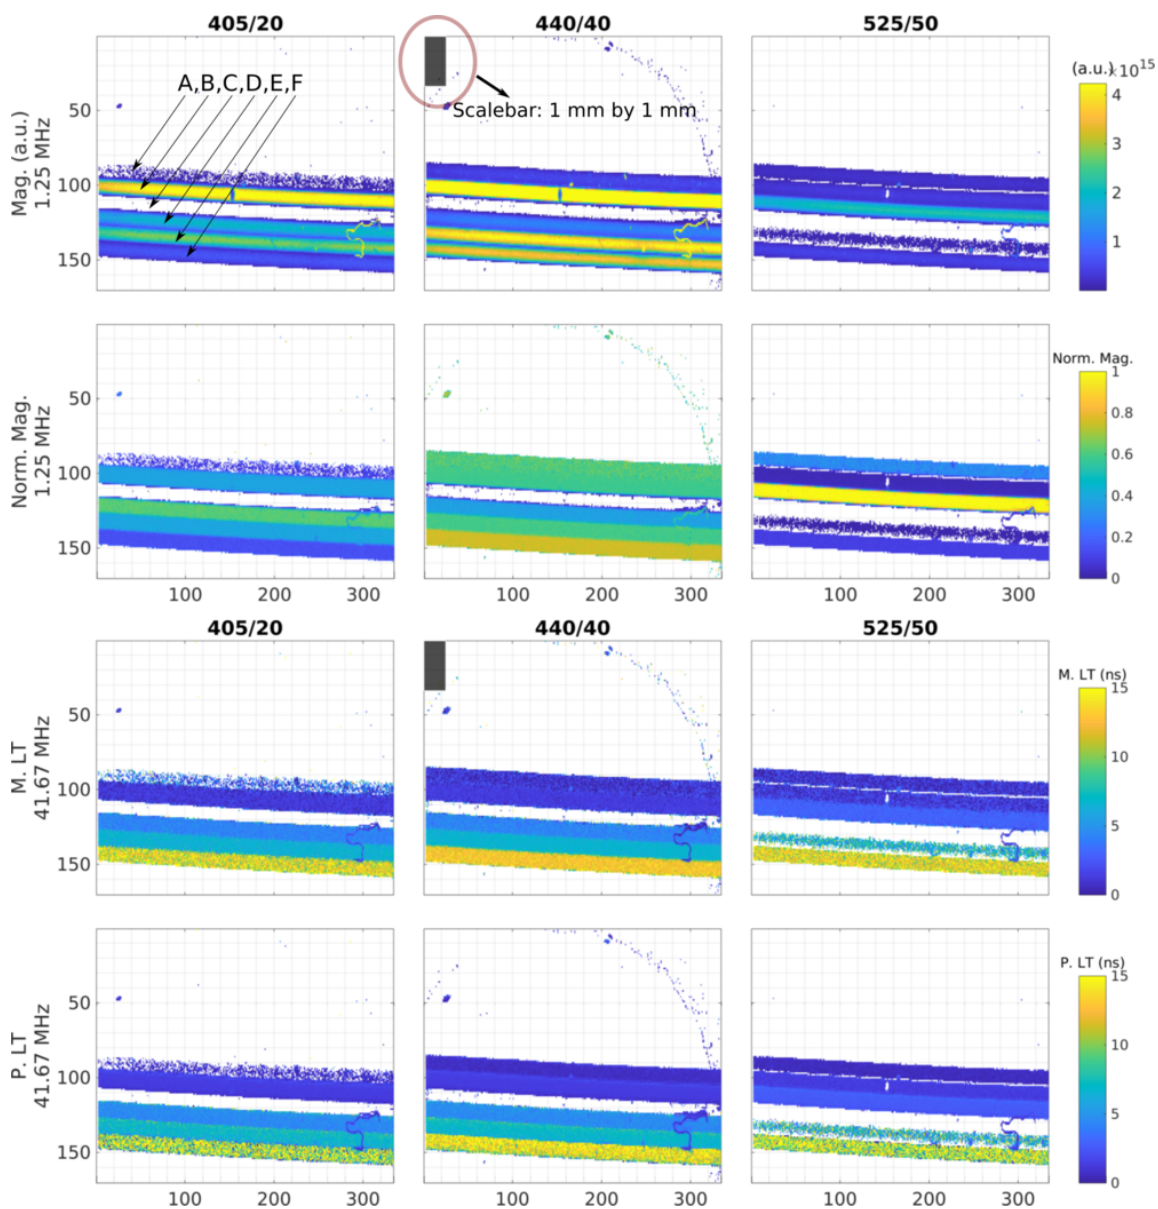 405/20 440/40 525/50
A,B,C,D,E,F
Scalebar: 1 mm by 1 mm
Mag. (a.u.)
1.25 MHz
50
100
150
(a.u.) ×10^15
4
3
2
1
Norm. Mag.
1.25 MHz
50
100
150
100 200 300 100 200 300 100 200 300
Norm. Mag.
1
0.8
0.6
0.4
0.2
0
405/20 440/40 525/50
M. LT
41.67 MHz
50
100
150
M. LT (ns)
15
10
5
0
P. LT
41.67 MHz
50
100
150
100 200 300 100 200 300 100 200 300
P. LT (ns)
15
10
5
0